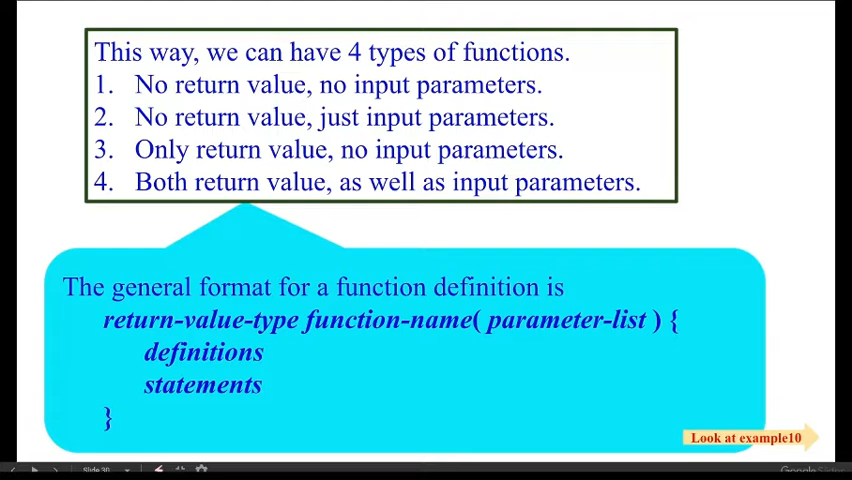 This way, we can have 4 types of functions.
1. No return value, no input parameters.
2. No return value, just input parameters.
3. Only return value, no input parameters.
4. Both return value, as well as input parameters.
The general format for a function definition is
return-value-type function-name( parameter-list ) {
definitions
statements
}
Look at example10
Slide 30
Google Slides